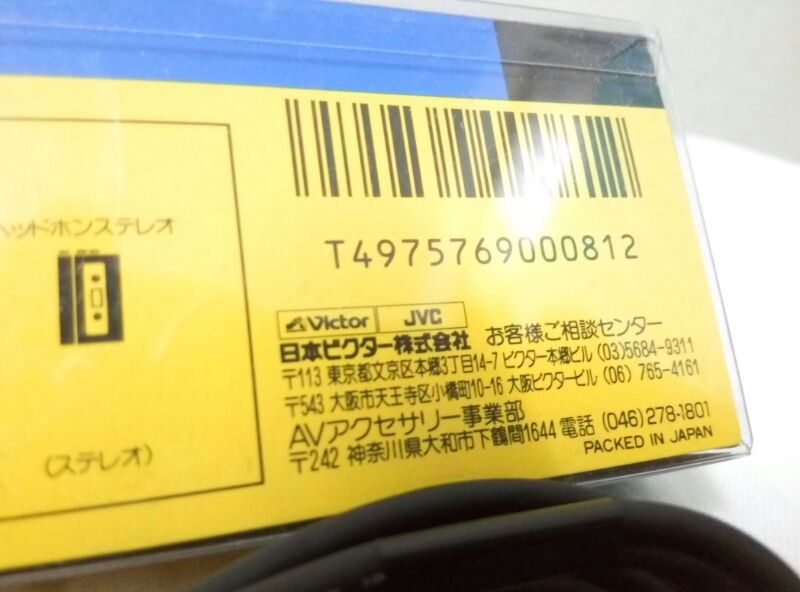 ヘッドホンステレオ
(ステレオ)
T4975769000812
Victor JVC
日本ビクター株式会社 お客様ご相談センター
〒113 東京都文京区本郷3丁目14-7 ビクター本郷ビル (03)5684-9311
〒543 大阪市天王寺区小橋町10-16 大阪ビクタービル (06) 765-4161
AVアクセサリー事業部
〒242 神奈川県大和市下鶴間1644 電話 (046)278-1801
PACKED IN JAPAN